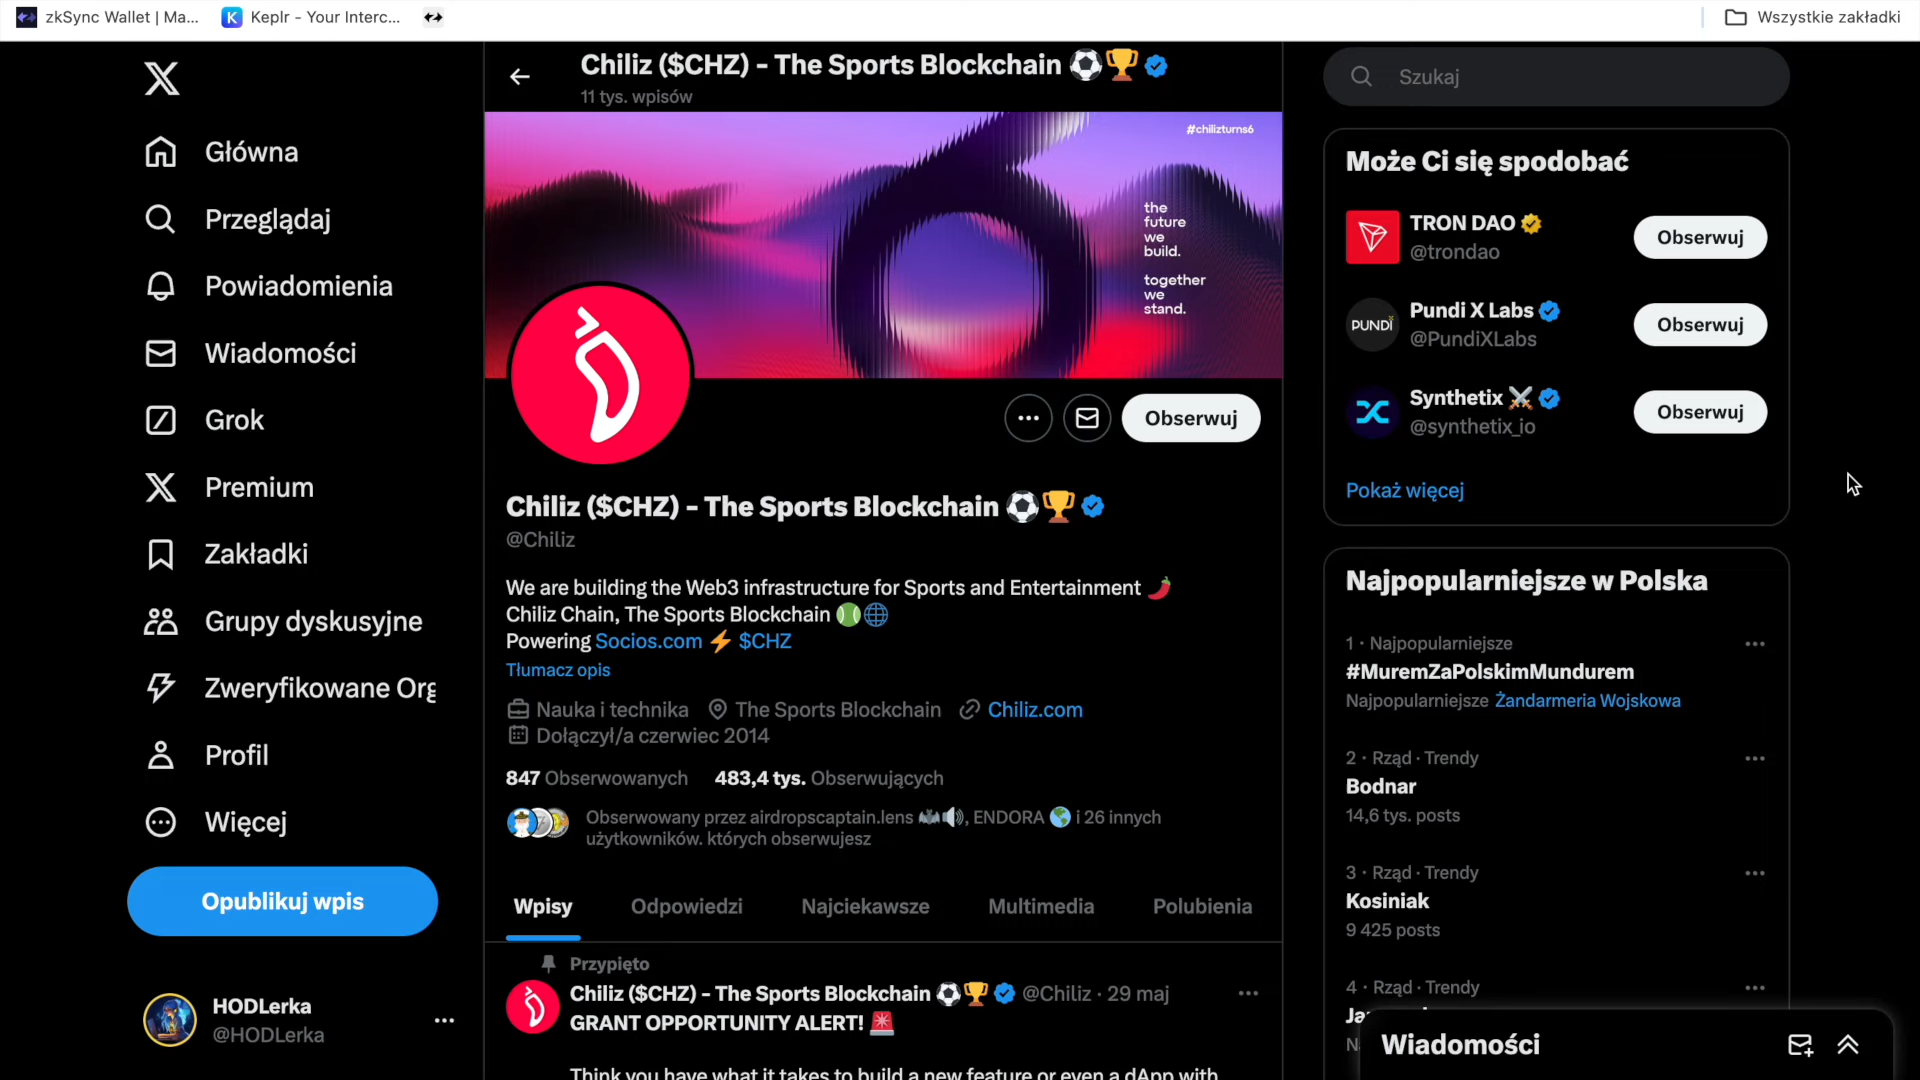 zkSync Wallet | Ma...
Keplr - Your Interc...
Wszystkie zakładki
Główna
Przeglądaj
Powiadomienia
Wiadomości
Grok
Premium
Zakładki
Grupy dyskusyjne
Zweryfikowane Org
Profil
Więcej
Opublikuj wpis
HODLerka
@HODLerka
Chiliz ($CHZ) - The Sports Blockchain
11 tys. wpisów
#chilizturns6
the
future
we
build.
together
we
stand.
Obserwuj
Chiliz ($CHZ) - The Sports Blockchain
@Chiliz
We are building the Web3 infrastructure for Sports and Entertainment
Chiliz Chain, The Sports Blockchain
Powering Socios.com ⚡ $CHZ
Tłumacz opis
Nauka i technika The Sports Blockchain Chiliz.com
Dołączył/a czerwiec 2014
847 Obserwowanych 483,4 tys. Obserwujących
Obserwowany przez airdropscaptain.lens 🦇🔊, ENDORA 🌎 i 26 innych
użytkowników. których obserwujesz
Wpisy Odpowiedzi Najciekawsze Multimedia Polubienia
Przypięto
Chiliz ($CHZ) - The Sports Blockchain @Chiliz · 29 maj
GRANT OPPORTUNITY ALERT! 🚨
Think you have what it takes to build a new feature or even a dApp with
Szukaj
Może Ci się spodobać
TRON DAO
@trondao
Obserwuj
PUNDI
Pundi X Labs
@PundiXLabs
Obserwuj
Synthetix ⚔️
@synthetix_io
Obserwuj
Pokaż więcej
Najpopularniejsze w Polska
1 · Najpopularniejsze
#MuremZaPolskimMundurem
Najpopularniejsze Żandarmeria Wojskowa
2 · Rząd · Trendy
Bodnar
14,6 tys. posts
3 · Rząd · Trendy
Kosiniak
9 425 posts
4 · Rząd · Trendy
Wiadomości